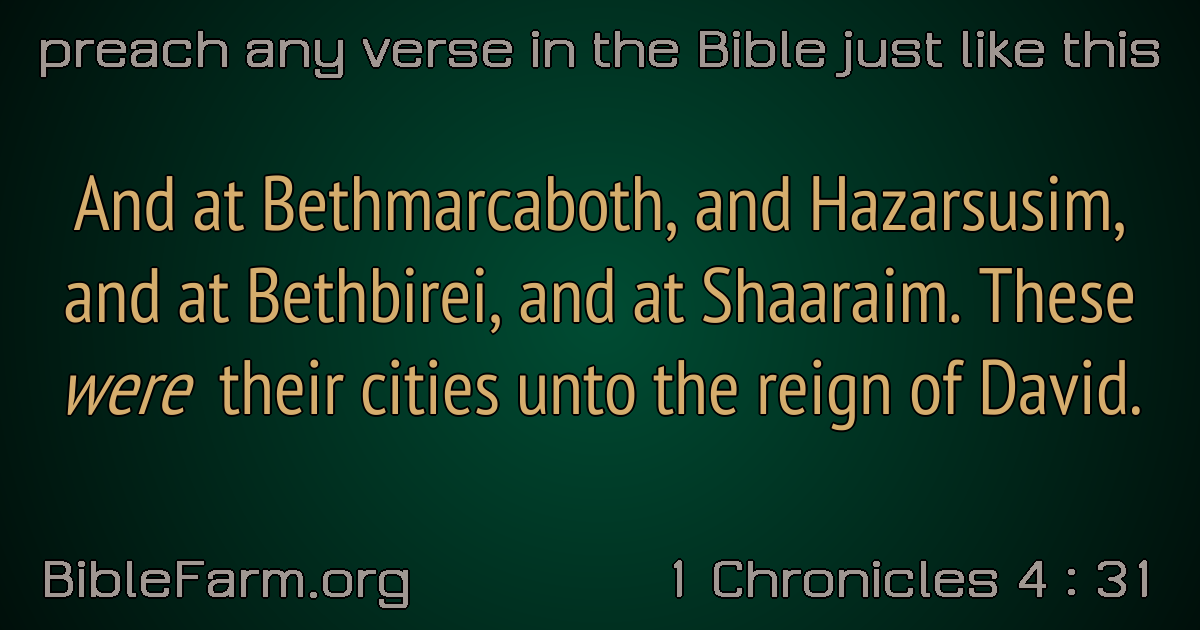 preach any verse in the Bible just like this
And at Bethmarcaboth, and Hazarsusim,
and at Bethbirei, and at Shaaraim. These
were their cities unto the reign of David.
BibleFarm.org
1 Chronicles 4 : 31